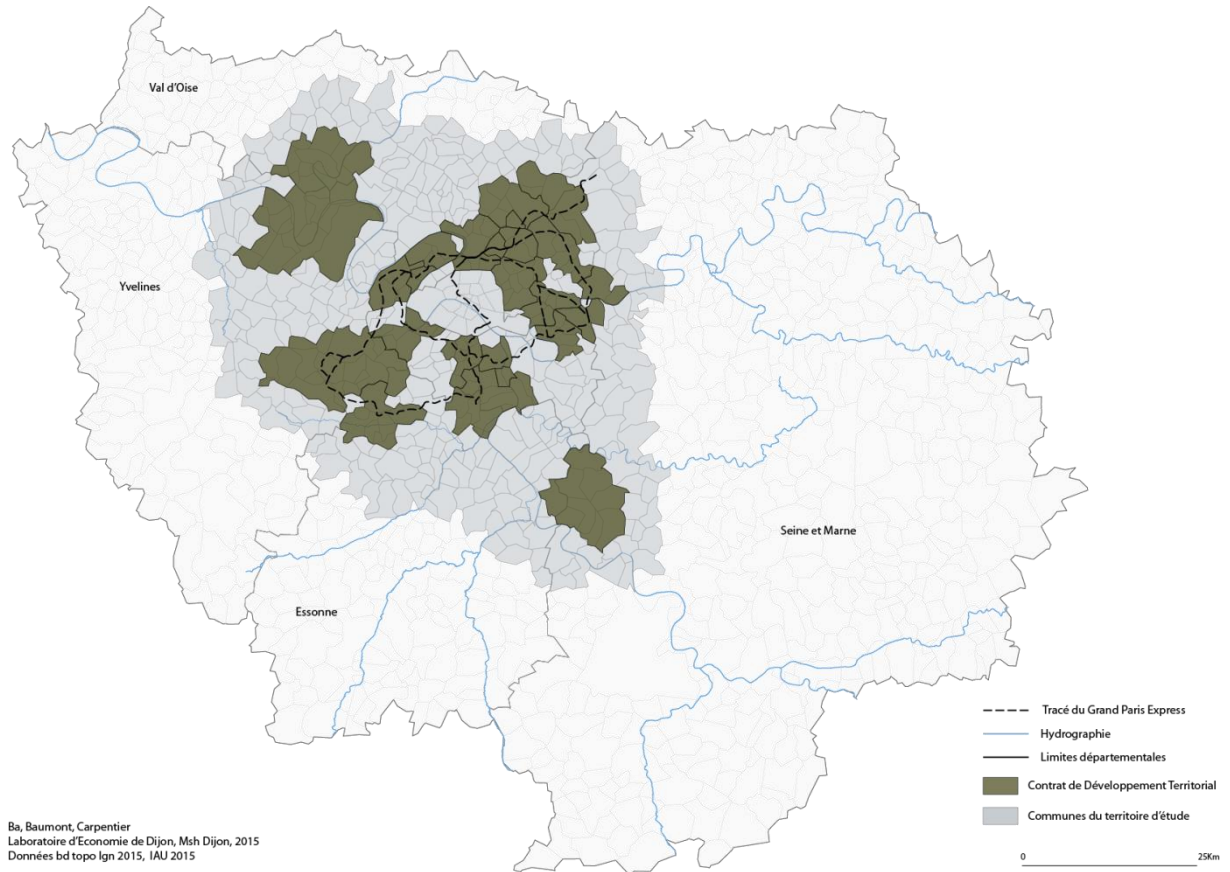 Val d'Oise
Yvelines
Seine et Marne
Essonne
Tracé du Grand Paris Express
Hydrographie
Limites départementales
Contrat de Développement Territorial
Communes du territoire d'étude
Ba, Baumont, Carpentier
Laboratoire d'Economie de Dijon, Msh Dijon, 2015
Données bd topo Ign 2015, IAU 2015
0 25Km